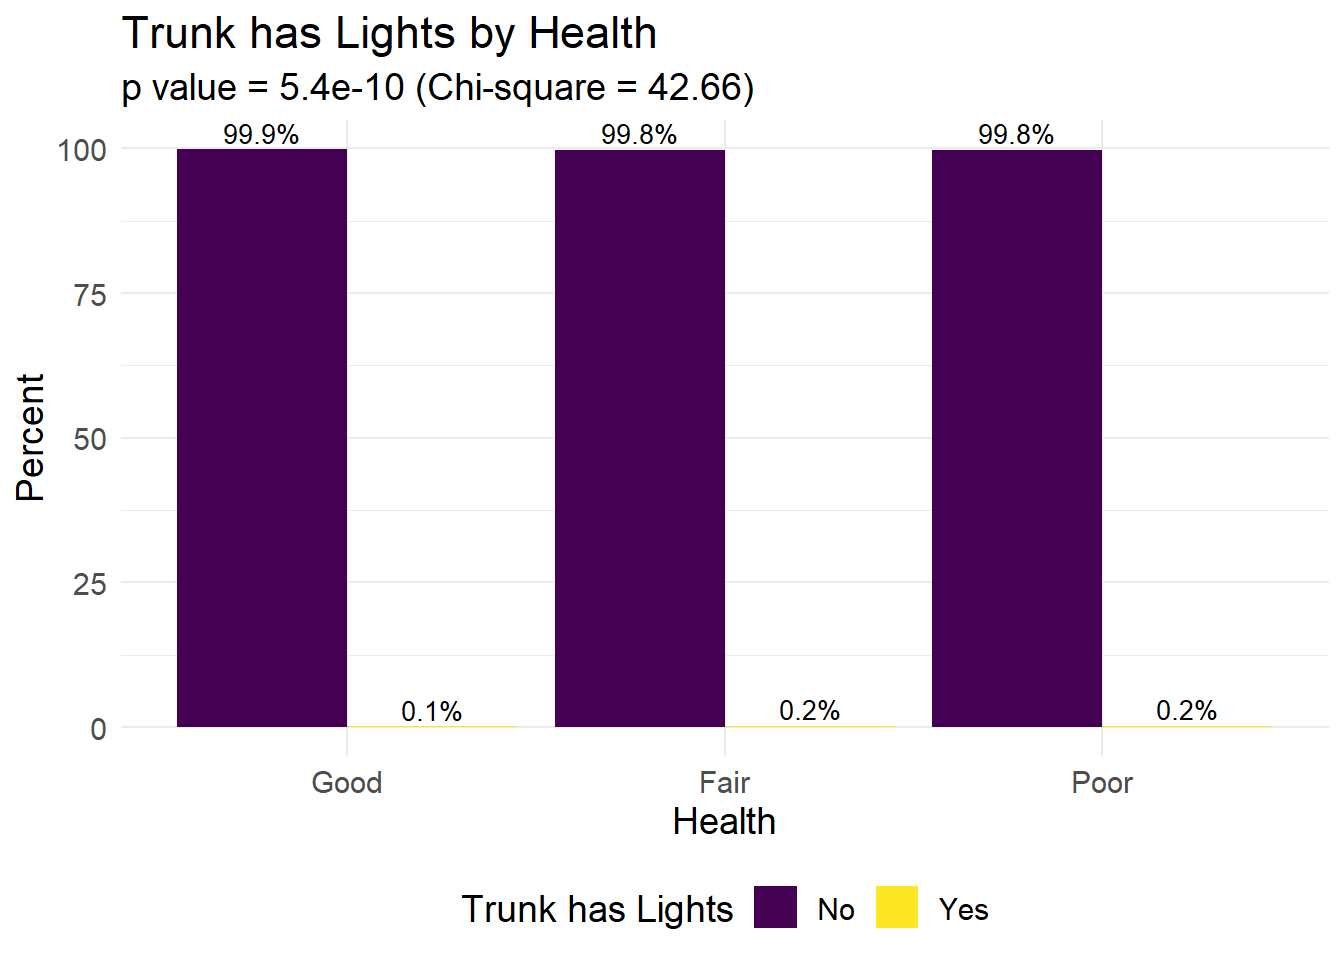 Trunk has Lights by Health
p value = 5.4e-10 (Chi-square = 42.66)
99.9% 99.8% 99.8%
100
75
50
25
0
Percent
0.1% 0.2% 0.2%
Good Fair Poor
Health
Trunk has Lights No Yes